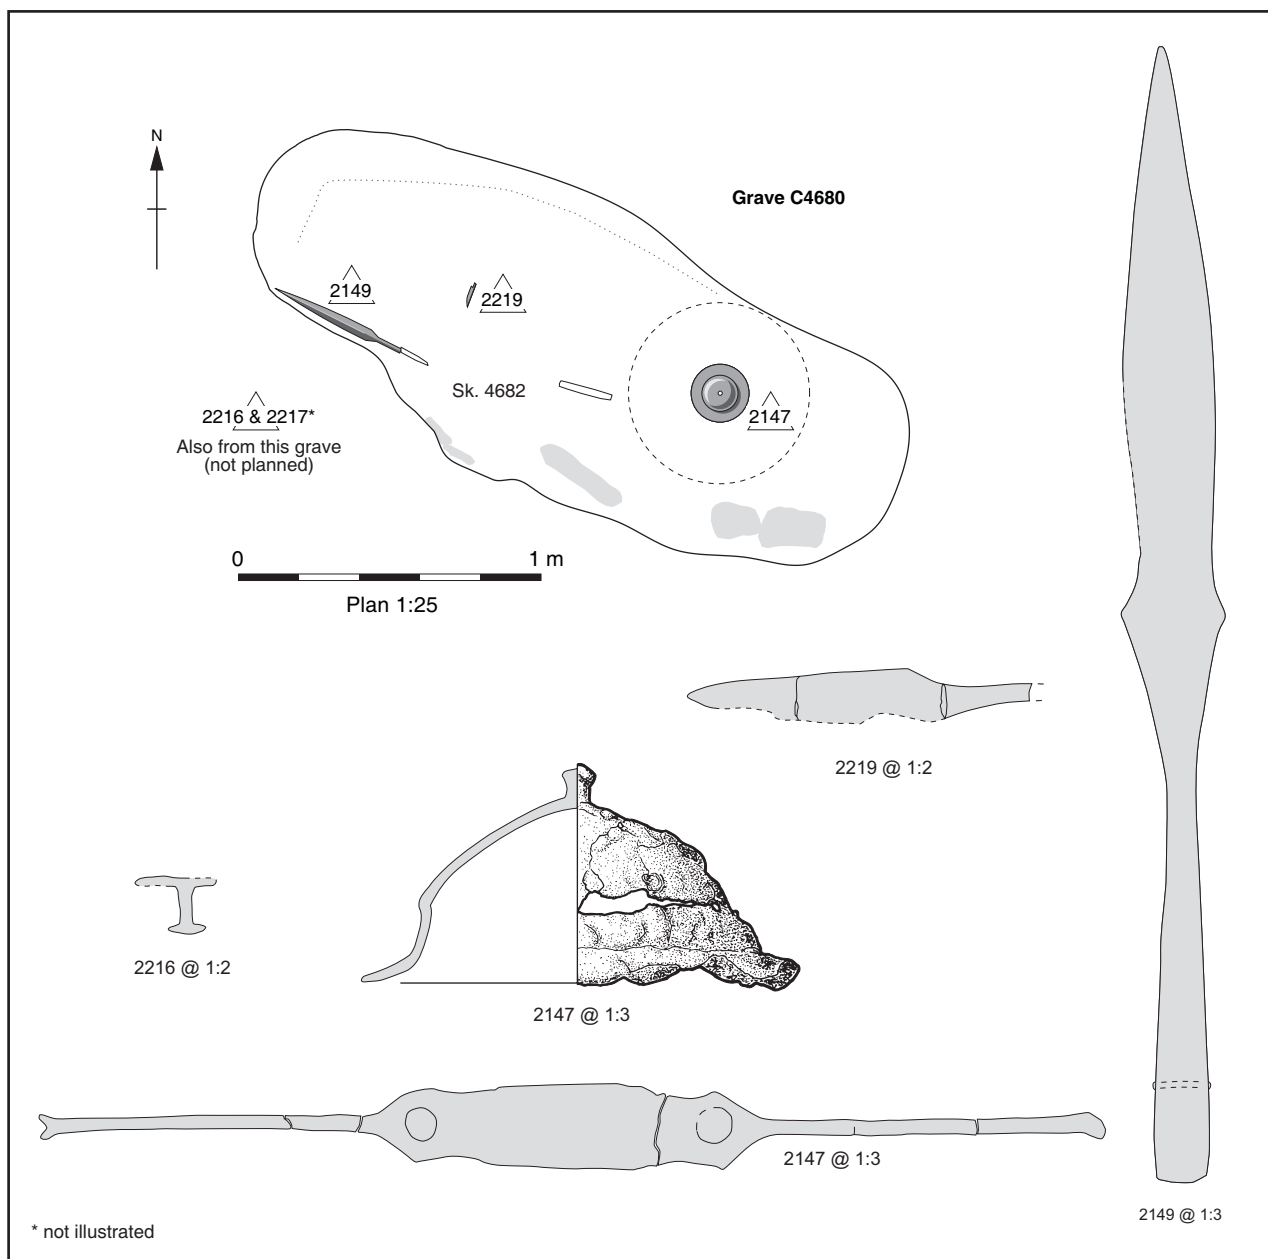 N
Grave C4680
2149
2219
Sk. 4682
2147
2216 & 2217*
Also from this grave
(not planned)
0 1 m
Plan 1:25
2219 @ 1:2
2216 @ 1:2
2147 @ 1:3
2147 @ 1:3
2149 @ 1:3
* not illustrated